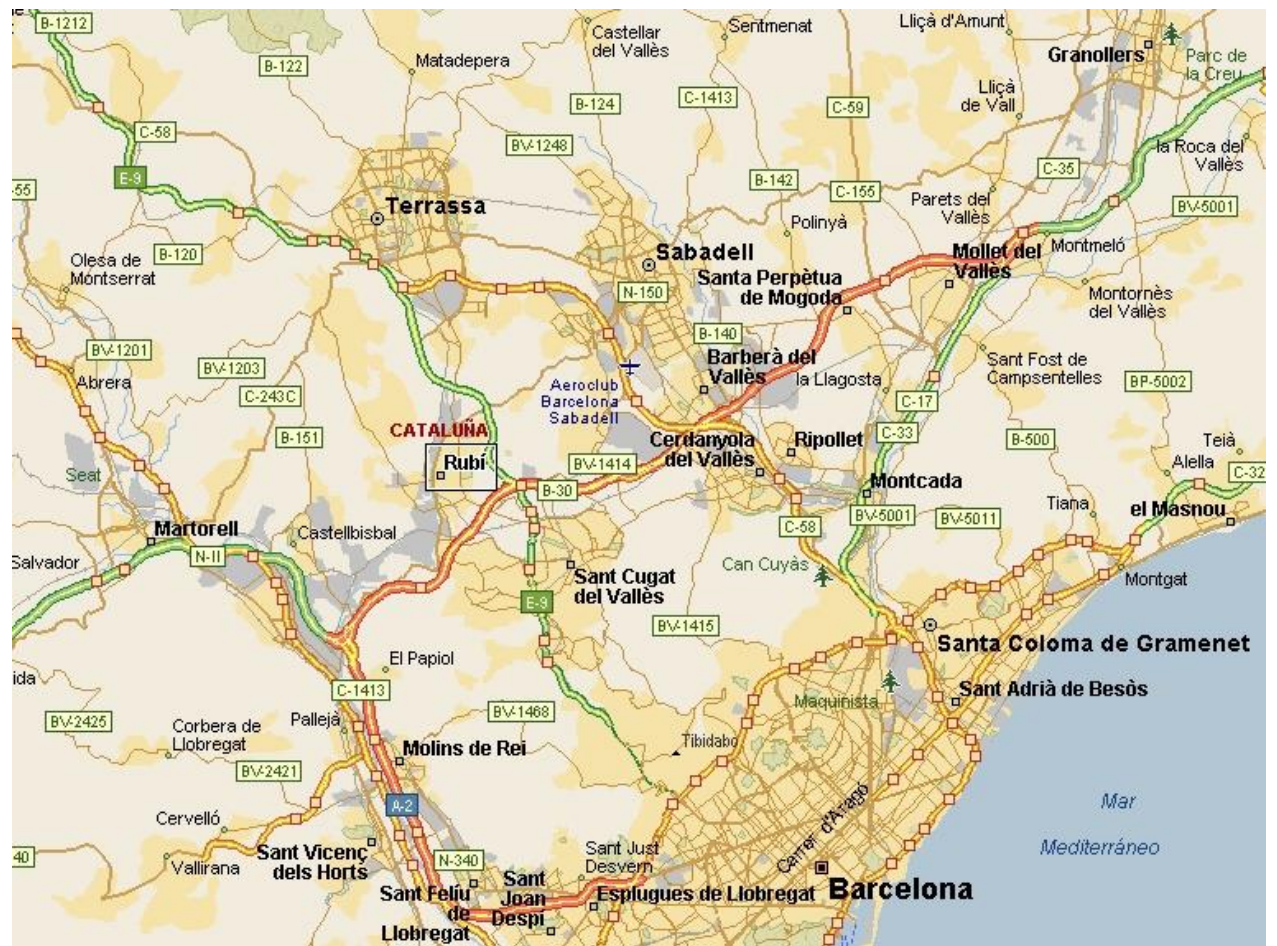 B-1212
Castellar
del Vallès
Sentmenat
Lliçà d'Amunt
Granollers
Parc de
la Creu
B-122
Matadepera
B-124
C-1413
C-59
Lliçà
de Vall
C-58
BV-1248
la Roca del
Vallès
E-9
B-142
C-155
C-35
-55
Terrassa
Polinyà
Parets del
Vallès
BV-5001
B-120
Olesa de
Montserrat
Sabadell
Mollet del
Vallès
Montmeló
N-150
Santa Perpètua
de Mogoda
Montornès
del Vallès
B-140
BV-1201
BV-1203
Barberà del
Vallès
Sant Fost de
Campsentelles
Abrera
C-243C
Aeroclub
Barcelona
Sabadell
la Llagosta
BP-5002
C-17
CATALUÑA
B-151
C-33
B-500
Teià
Cerdanyola
del Vallès
Ripollet
Rubí
BV-1414
Alella
Seat
C-32
B-30
Montcada
Tiana
el Masnou
Martorell
Castellbisbal
C-58
BV-5001
BV-5011
Salvador
N-II
Can Cuyàs
Sant Cugat
del Vallès
Montgat
E-9
BV-1415
Santa Coloma de Gramenet
El Papiol
ida
C-1413
Maquinista
Sant Adrià de Besòs
BV-2425
Corbera de
Llobregat
Pallejà
BV-1468
Tibidabo
Molins de Rei
BV-2421
A-2
Mar
Mediterráneo
Cervelló
Carrer d'Aragó
40
Vallirana
Sant Vicenç
dels Horts
N-340
Sant Just
Desvern
Sant Felíu
de
Llobregat
Sant
Joan
Despí
Esplugues de Llobregat
Barcelona